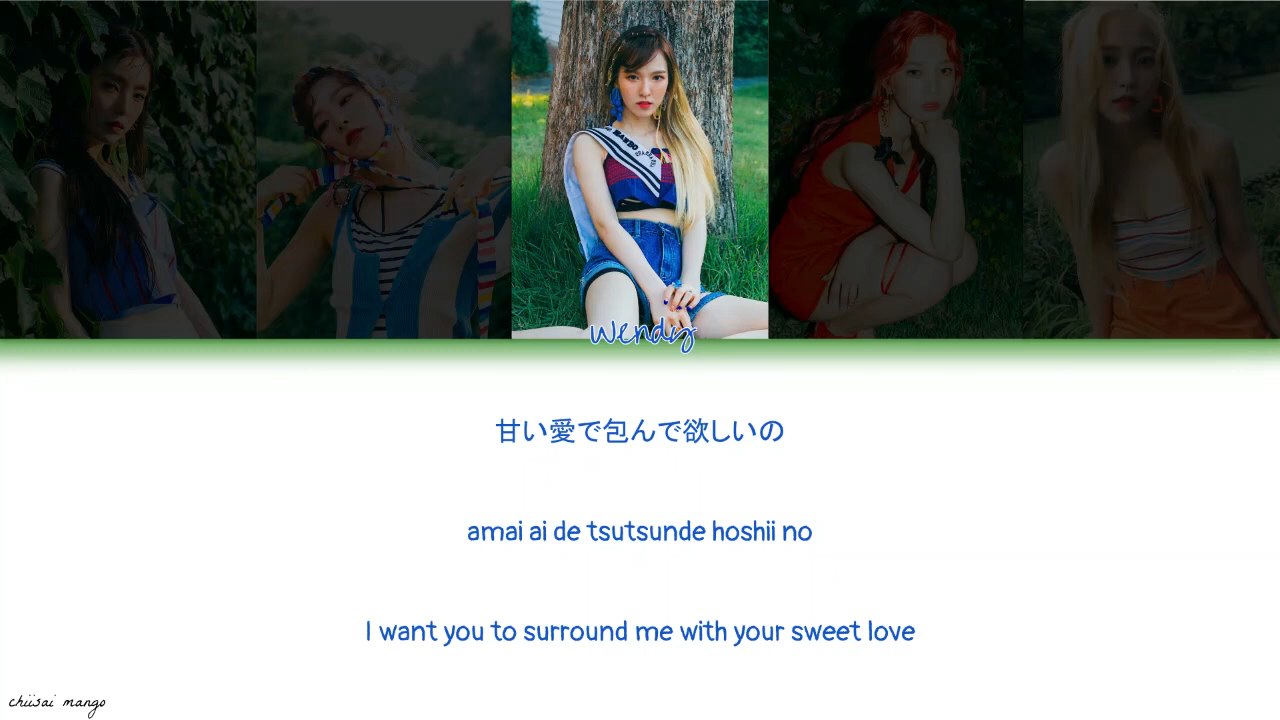 Wendy
甘い愛で包んで欲しいの
amai ai de tsutsunde hoshii no
I want you to surround me with your sweet love
chiisai mango